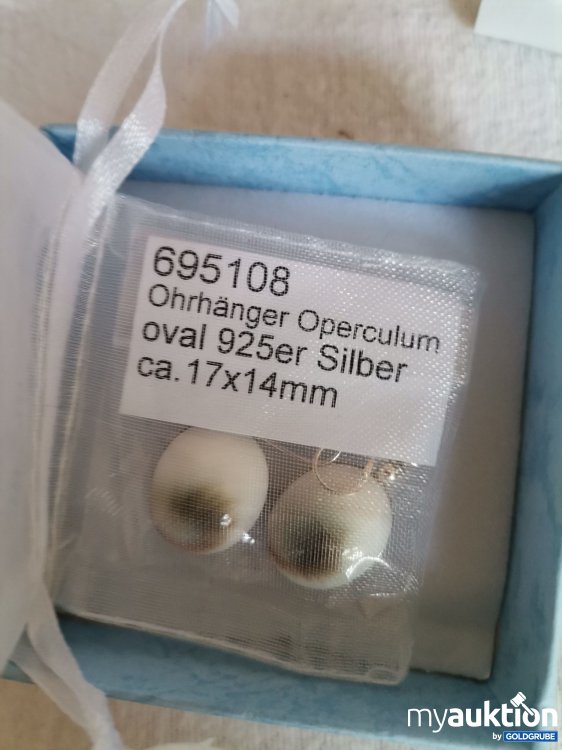 695108
Ohrhänger Operculum
oval 925er Silber
ca.17x14mm
myauktion
by GOLDGRUBE